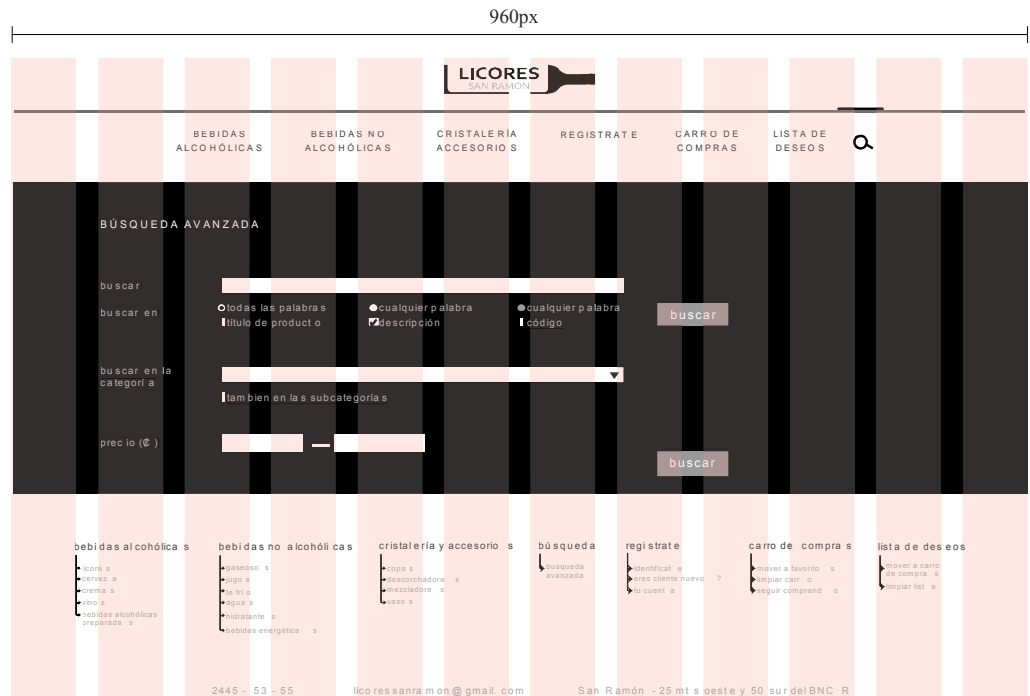 960px
LICORES
SAN RAMÓN
BEBIDAS ALCOHÓLICAS
BEBIDAS NO ALCOHÓLICAS
CRISTALERÍA ACCESORIOS
REGISTRATE
CARRO DE COMPRAS
LISTA DE DESEOS
BÚSQUEDA AVANZADA
buscar
buscar en
todas las palabras
cualquier palabra
cualquier palabra
título de producto
descripción
código
buscar
buscar en la
categoría
tambien en las subcategorías
precio (₡)
buscar
bebidas alcohólicas
licores
cerveza
cremas
vinos
bebidas alcohólicas
preparadas
bebidas no alcohólicas
gaseosos
jugos
te frio
aguas
hidratantes
bebidas energéticas
cristalería y accesorios
copas
descorchadores
mezcladores
vasos
búsqueda
busqueda
avanzada
registrate
identificate
eres cliente nuevo?
tu cuenta
carro de compras
mover a favoritos
limpiar carro
seguir comprando
lista de deseos
mover a carro
de compras
limpiar lista
2445 - 53 - 55
licoressanramon@gmail.com
San Ramón - 25 mts oeste y 50 sur del BNCR